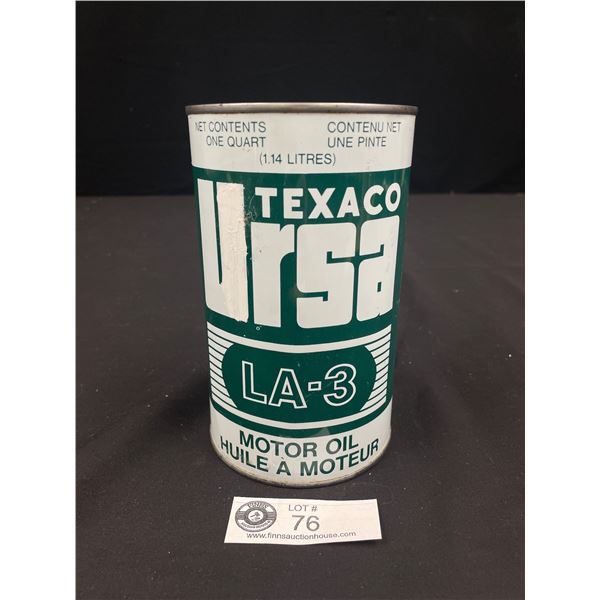 NET CONTENTS CONTENU NET
ONE QUART UNE PINTE
(1.14 LITRES)
TEXACO
Ursa
LA-3
MOTOR OIL
HUILE À MOTEUR
LOT #
76
www.finnsauctionhouse.com